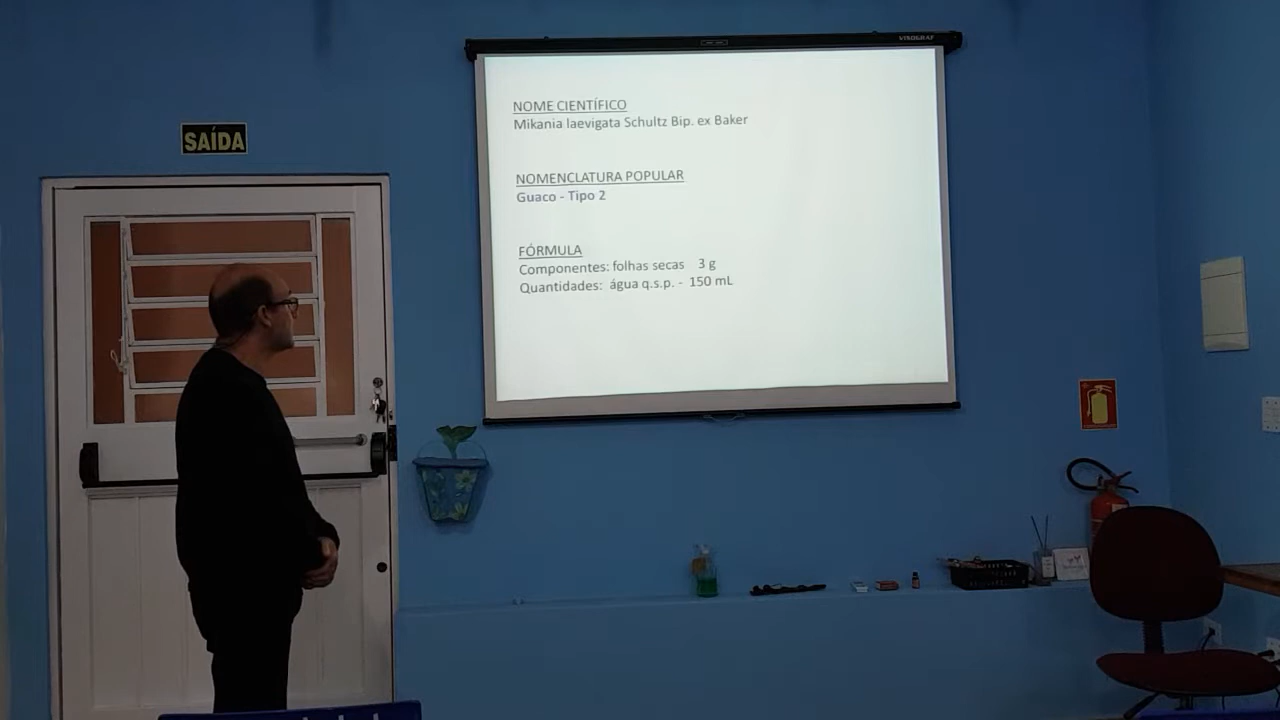 VISOGRAF
NOME CIENTÍFICO
Mikania laevigata Schultz Bip. ex Baker
SAÍDA
NOMENCLATURA POPULAR
Guaco - Tipo 2
FÓRMULA
Componentes: folhas secas 3 g
Quantidades: água q.s.p. - 150 mL